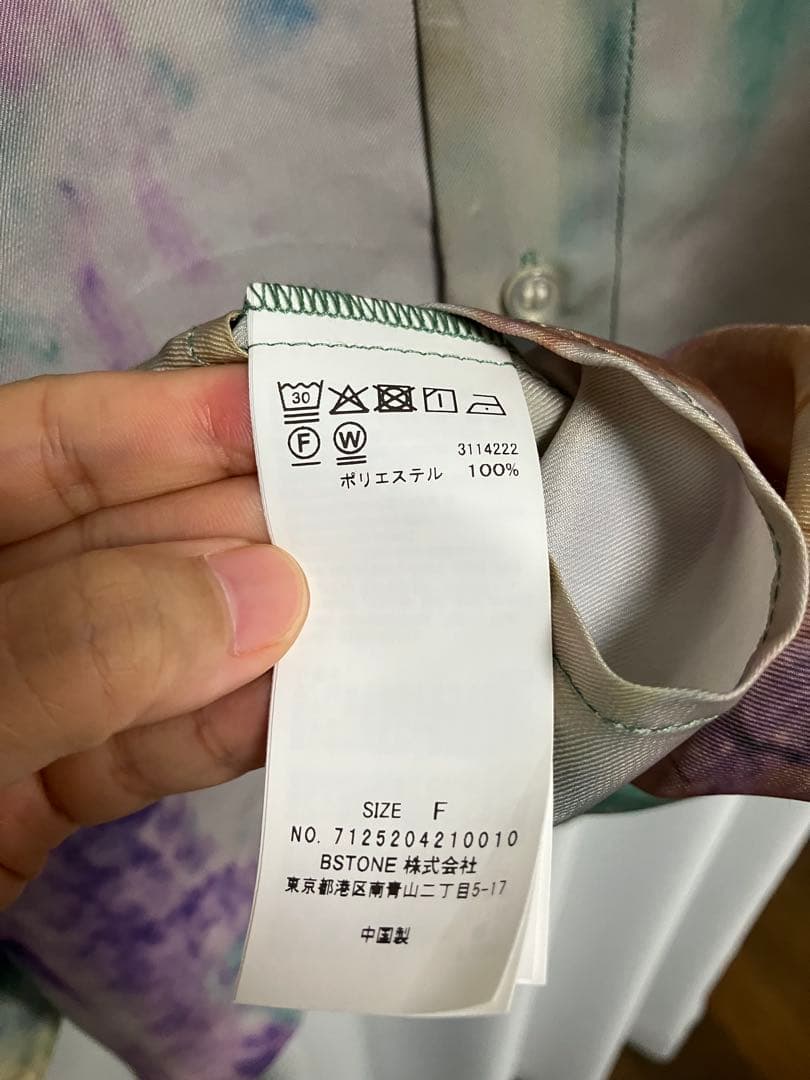 30
F W
3114222
ポリエステル 100%
SIZE F
NO. 7125204210010
BSTONE 株式会社
東京都港区南青山二丁目5-17
中国製